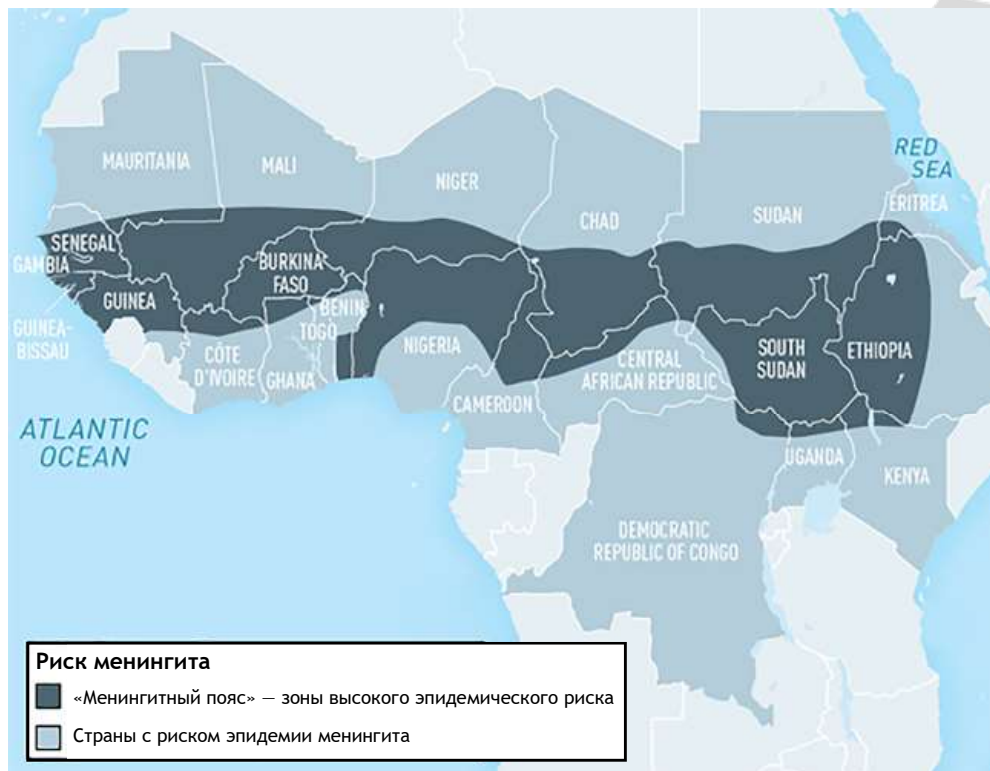 RED
SEA
MAURITANIA
MALI
NIGER
CHAD
SUDAN
ERITREA
SENEGAL
GAMBIA
BURKINA
FASO
GUINEA
BENIN
TOGO
GUINEA-
BISSAU
CÔTE
D'IVOIRE
GHANA
NIGERIA
CENTRAL
AFRICAN REPUBLIC
SOUTH
SUDAN
ETHIOPIA
CAMEROON
ATLANTIC
OCEAN
UGANDA
KENYA
DEMOCRATIC
REPUBLIC OF CONGO
Риск менингита
«Менингитный пояс» — зоны высокого эпидемического риска
Страны с риском эпидемии менингита